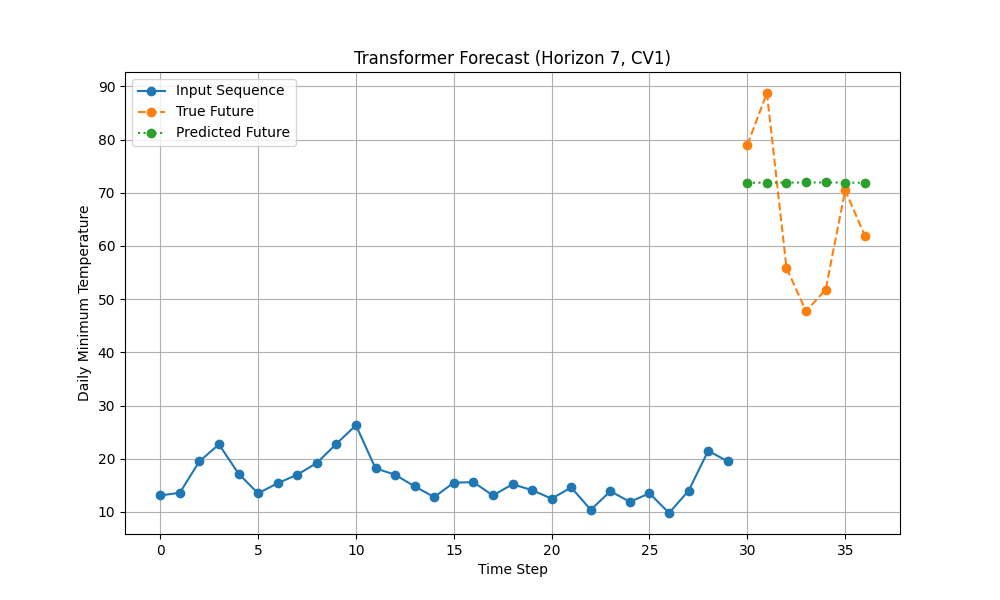 Transformer Forecast (Horizon 7, CV1)
Input Sequence
True Future
Predicted Future
Daily Minimum Temperature
90
80
70
60
50
40
30
20
10
0 5 10 15 20 25 30 35
Time Step